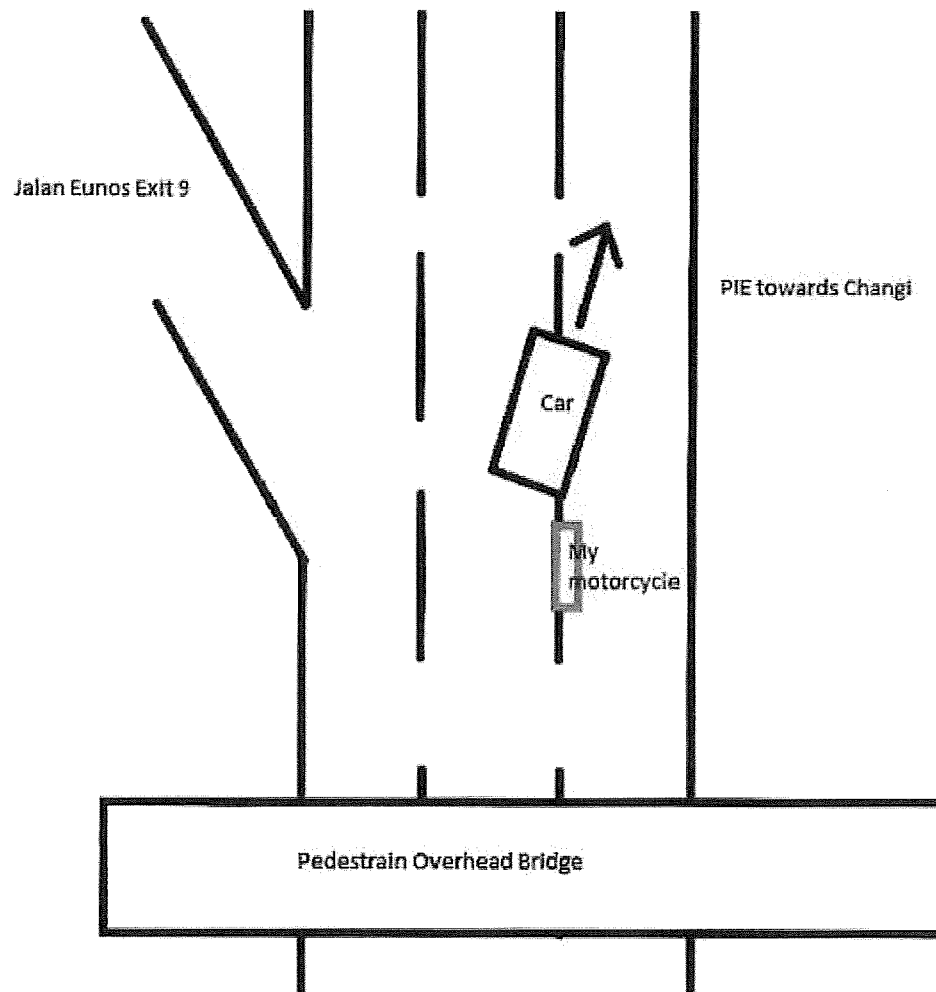 Jalan Eunos Exit 9
PIE towards Changi
Car
My
motorcycle
Pedestrain Overhead Bridge